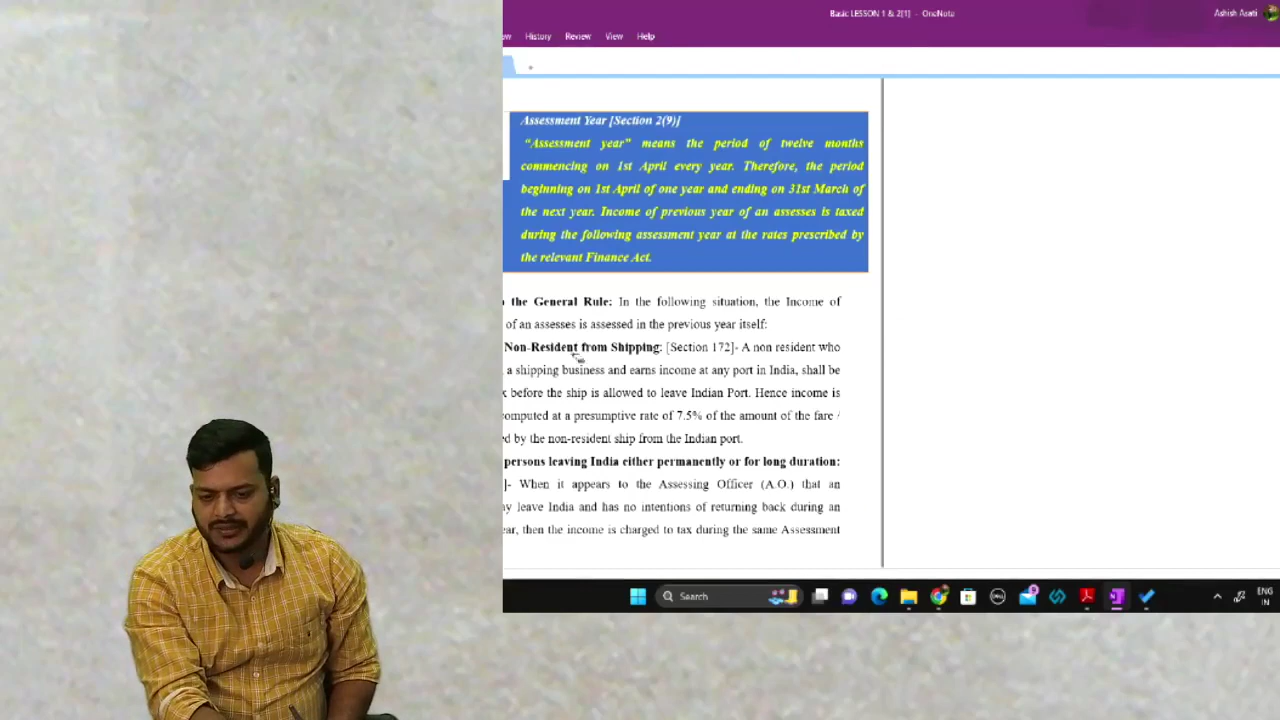 Basic LESSON 1 & 2[1] - OneNote
Ashish Asati
History Review View Help
Assessment Year [Section 2(9)]
“Assessment year” means the period of twelve months
commencing on 1st April every year. Therefore, the period
beginning on 1st April of one year and ending on 31st March of
the next year. Income of previous year of an assesses is taxed
during the following assessment year at the rates prescribed by
the relevant Finance Act.
the General Rule: In the following situation, the Income of
of an assesses is assessed in the previous year itself:
Non-Resident from Shipping: [Section 172]- A non resident who
a shipping business and earns income at any port in India, shall be
before the ship is allowed to leave Indian Port. Hence income is
computed at a presumptive rate of 7.5% of the amount of the fare /
by the non-resident ship from the Indian port.
persons leaving India either permanently or for long duration:
]- When it appears to the Assessing Officer (A.O.) that an
leave India and has no intentions of returning back during an
then the income is charged to tax during the same Assessment
Search
ENG
IN